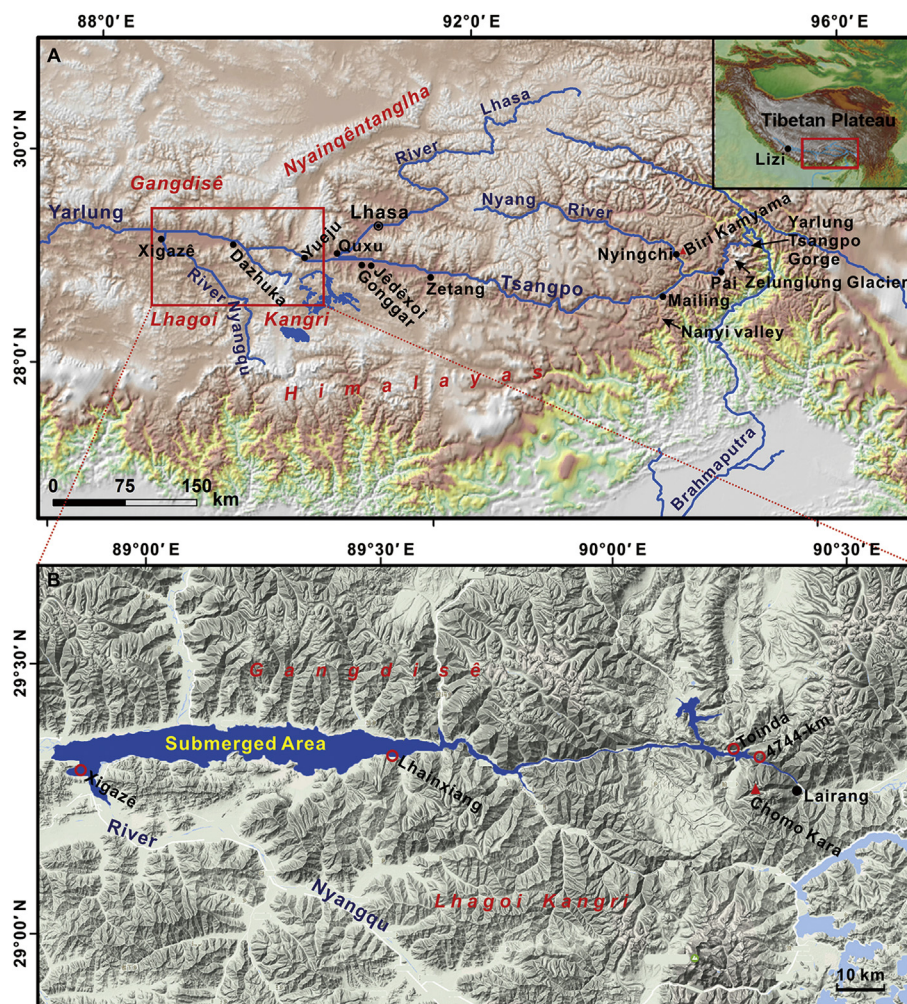 88°0′ E
92°0′ E
96°0′ E
A
30°0′ N
28°0′ N
Lhasa
River
Nyainqêntanglha
Gangdisê
Tibetan Plateau
Lizi
Yarlung
Xigazê
Dazhuka
Yueju
Lhasa
Quxu
Jêdêxoi
Gonggar
Zetang
Tsangpo
Nyang
River
Nyingchi
Biri
Kamyama
Yarlung
Tsangpo
Gorge
Pai
Zelunglung Glacier
Mailing
Nanyi valley
River
Nyangqu
Lhagoi
Kangri
Himalayas
Brahmaputra
0 75 150
km
89°00′ E
89°30′ E
90°00′ E
90°30′ E
B
29°30′ N
29°00′ N
Gangdisê
Submerged Area
Xigazê
Lhainxiang
Toinda
4744-km
Lairang
Chomo Kara
River
Nyangqu
Lhagoi Kangri
10 km